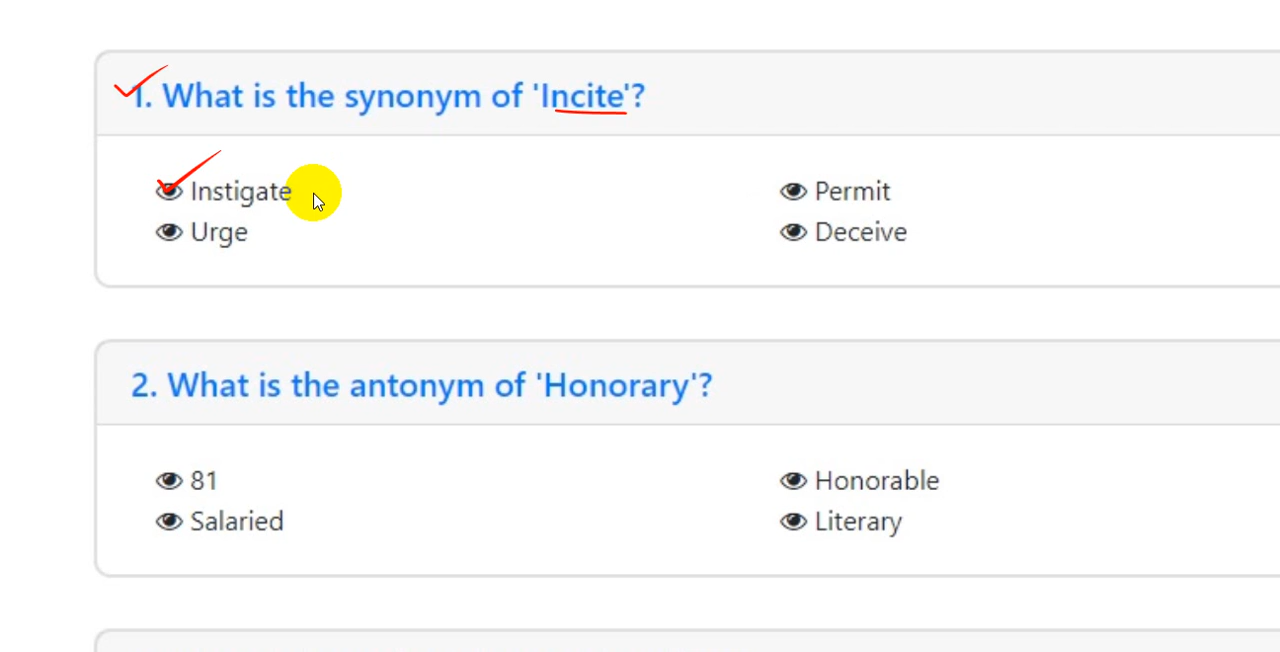 1. What is the synonym of 'Incite'?
Instigate
Permit
Urge
Deceive
2. What is the antonym of 'Honorary'?
81
Honorable
Salaried
Literary